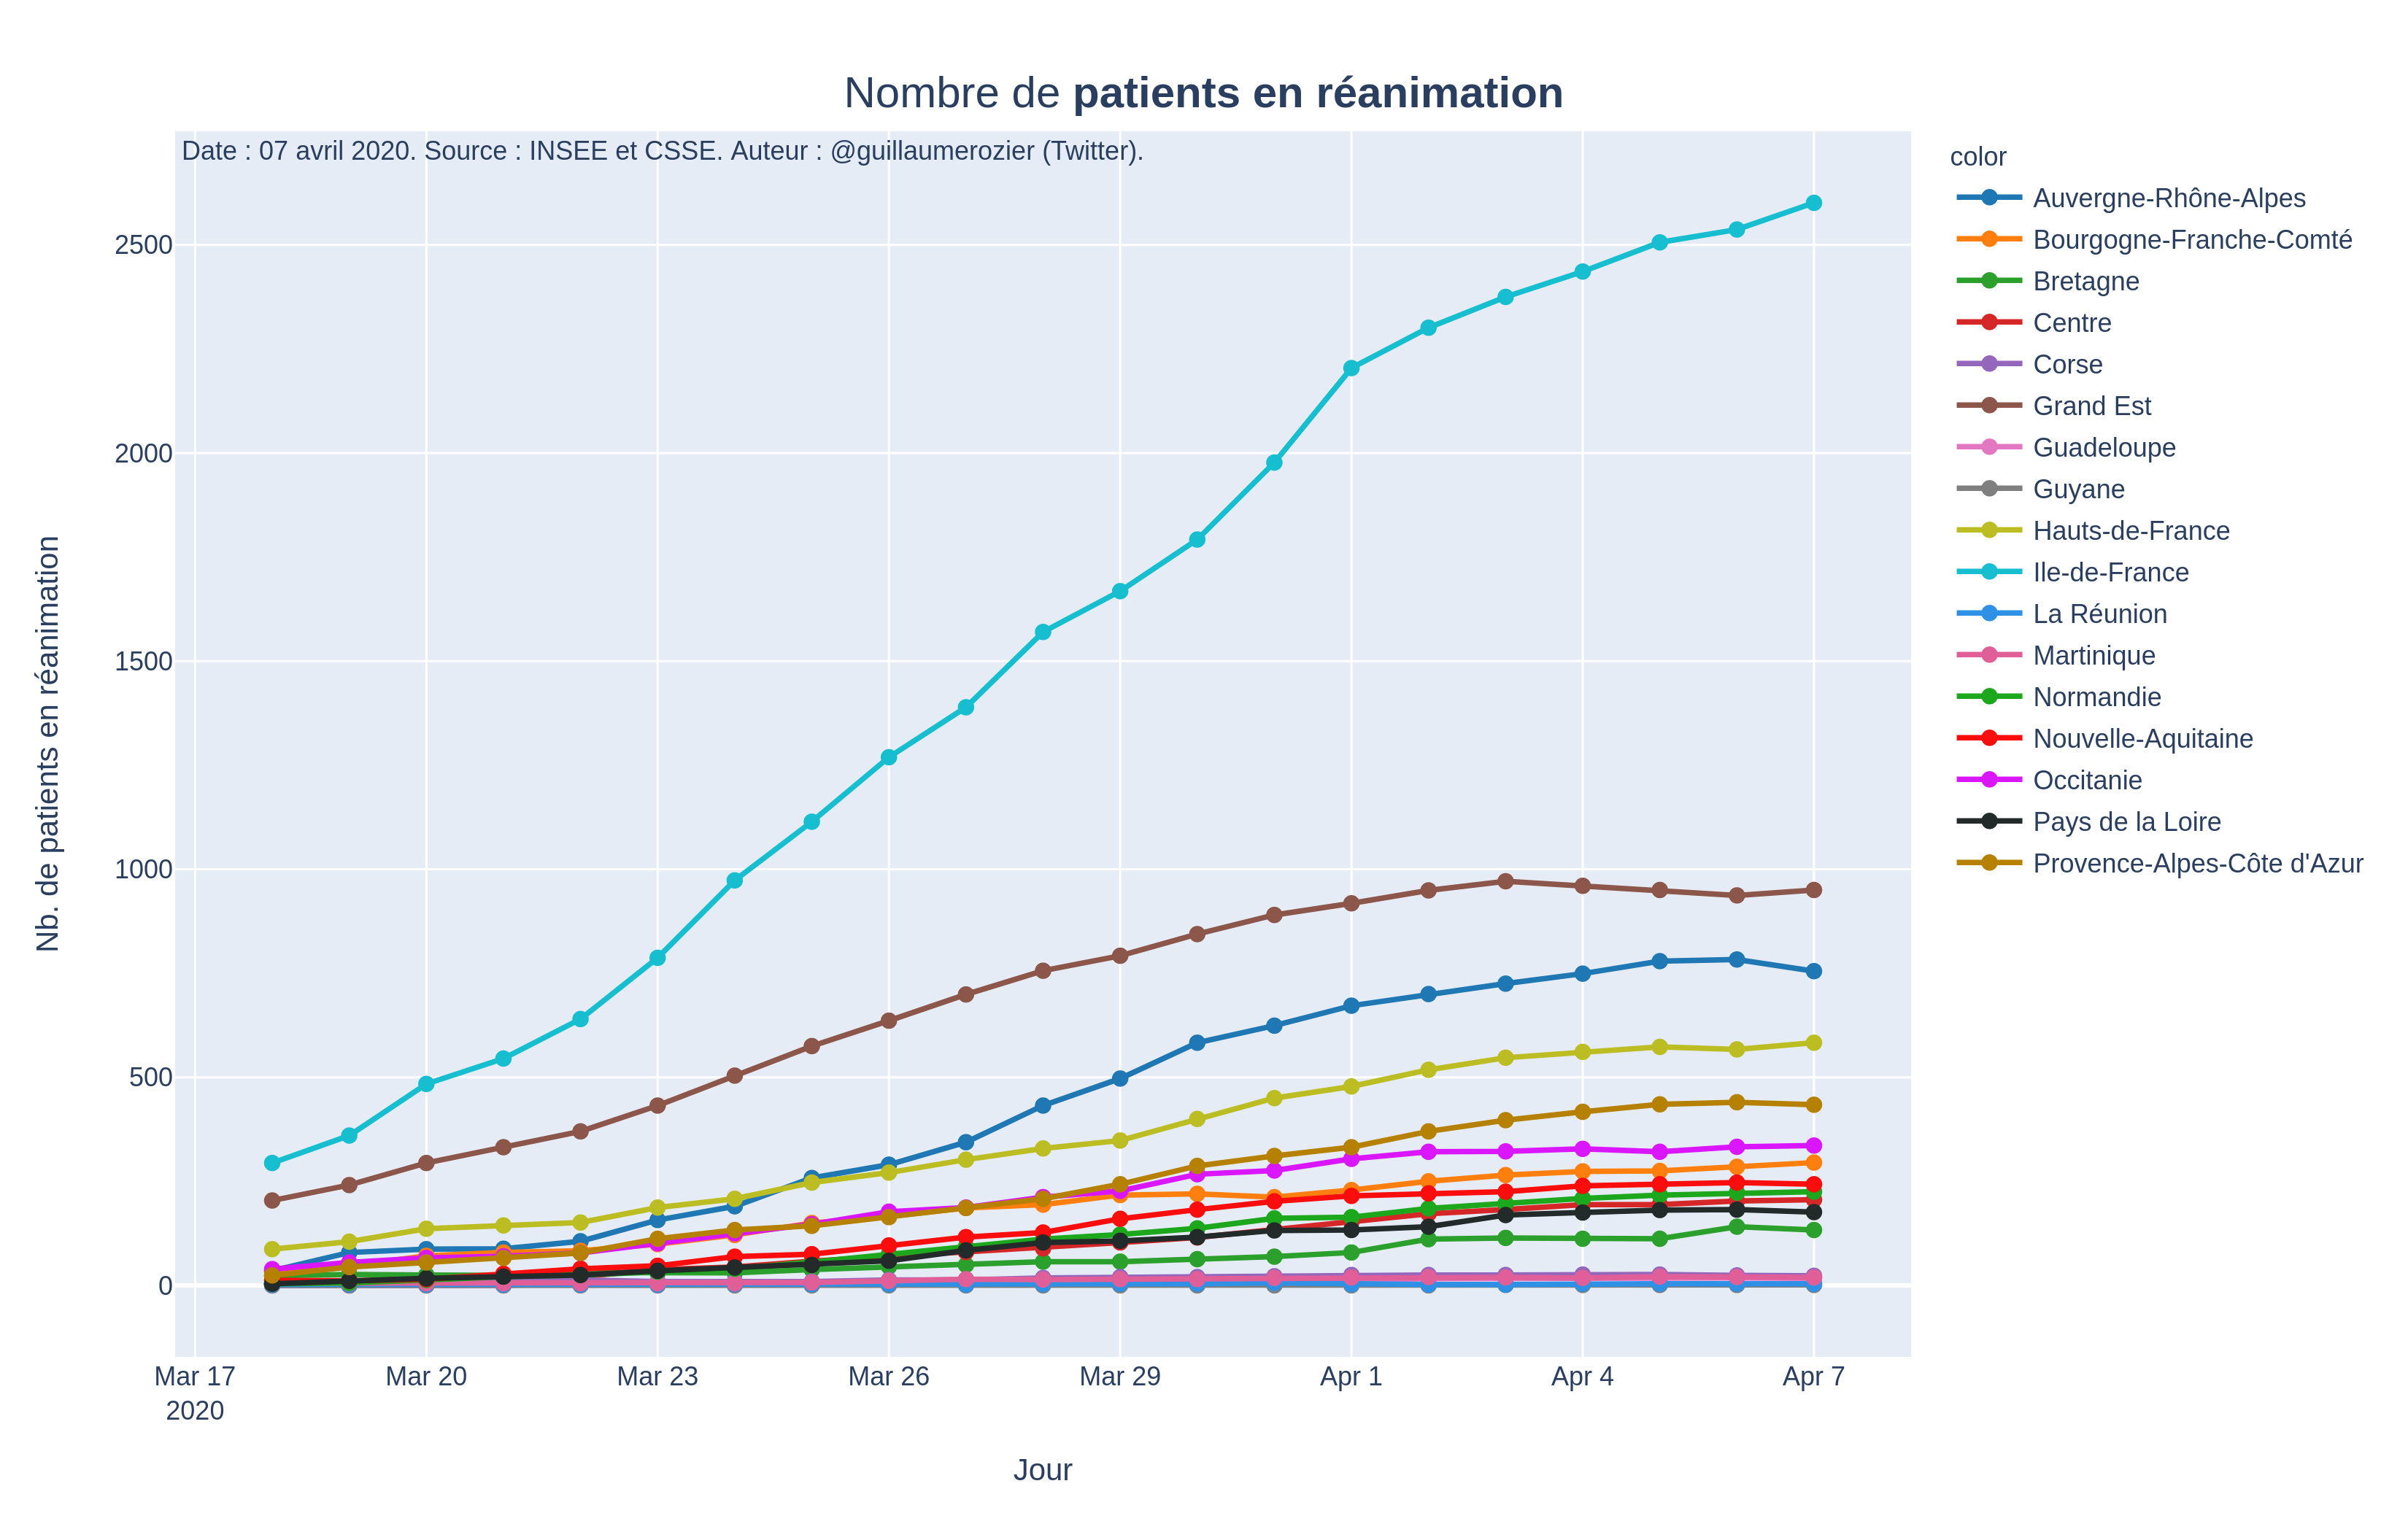 Nombre de patients en réanimation
Date : 07 avril 2020. Source : INSEE et CSSE. Auteur : @guillaumerozier (Twitter).
color
Auvergne-Rhône-Alpes
Bourgogne-Franche-Comté
Bretagne
Centre
Corse
Grand Est
Guadeloupe
Guyane
Hauts-de-France
Ile-de-France
La Réunion
Martinique
Normandie
Nouvelle-Aquitaine
Occitanie
Pays de la Loire
Provence-Alpes-Côte d'Azur
Nb. de patients en réanimation
2500
2000
1500
1000
500
0
Mar 17 Mar 20 Mar 23 Mar 26 Mar 29 Apr 1 Apr 4 Apr 7
2020
Jour